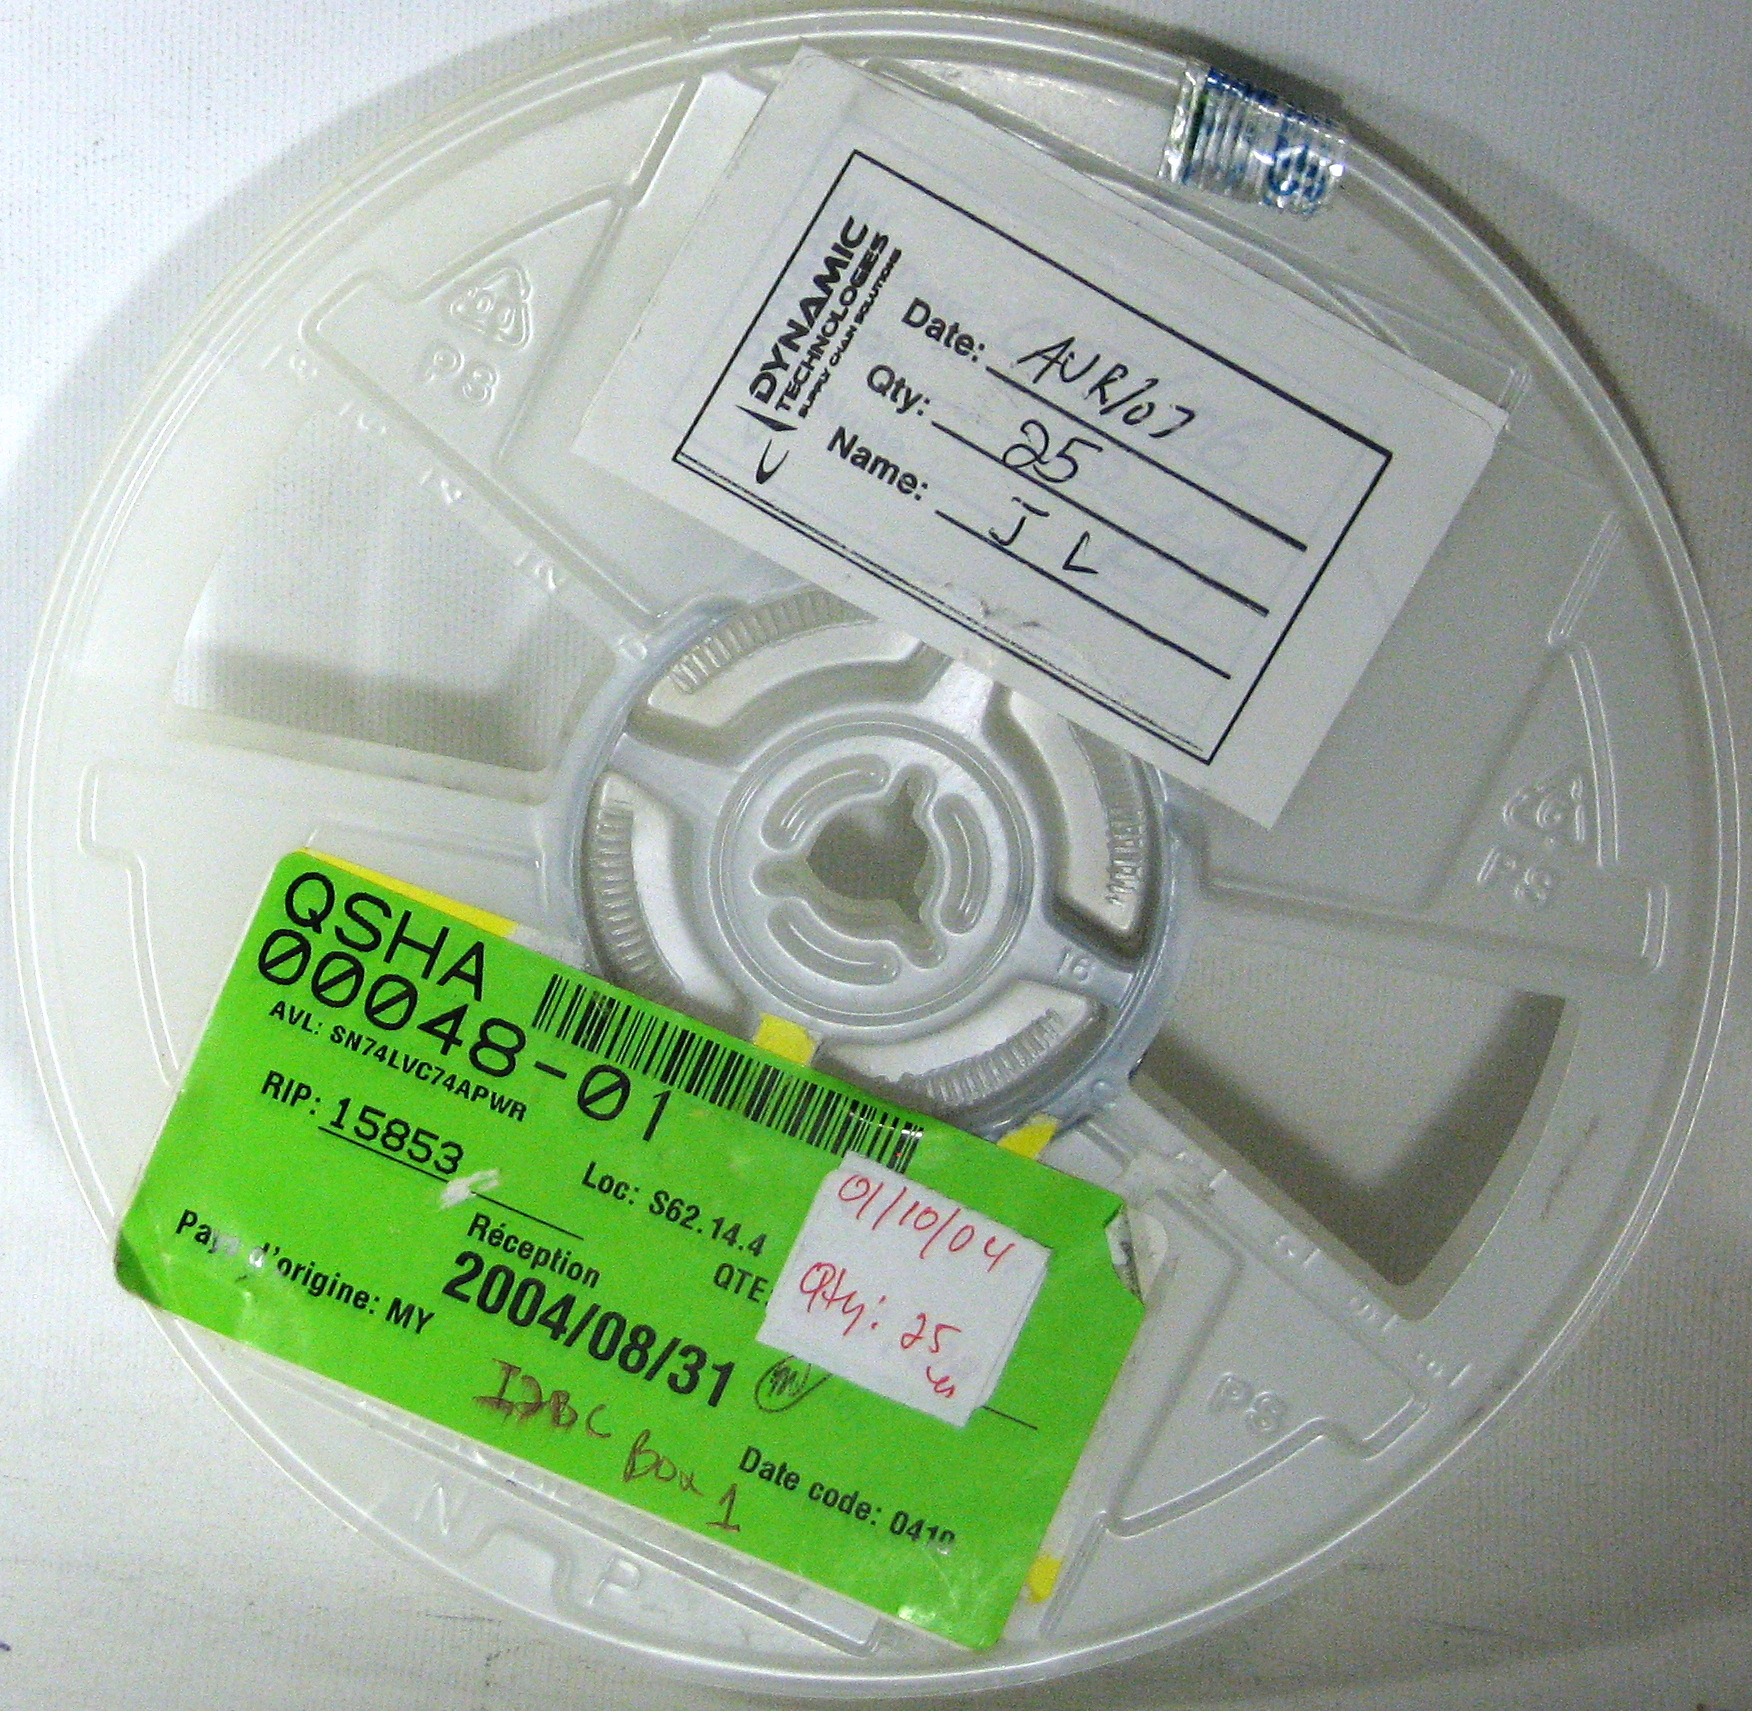 DYNAMIC
TECHNOLOGIES
SUPPLY CHAIN SOLUTIONS
Date: AVR/07
Qty: 25
Name: J L
PS
PS
16
QSHA
00048-01
AVL: SN74LVC74APWR
RIP: 15853
Loc: S62.14.4
Réception
QTE
2004/08/31
Pays d'origine: MY
01/10/04
Qty: 25
Box 1
Date code:
PS
N
P